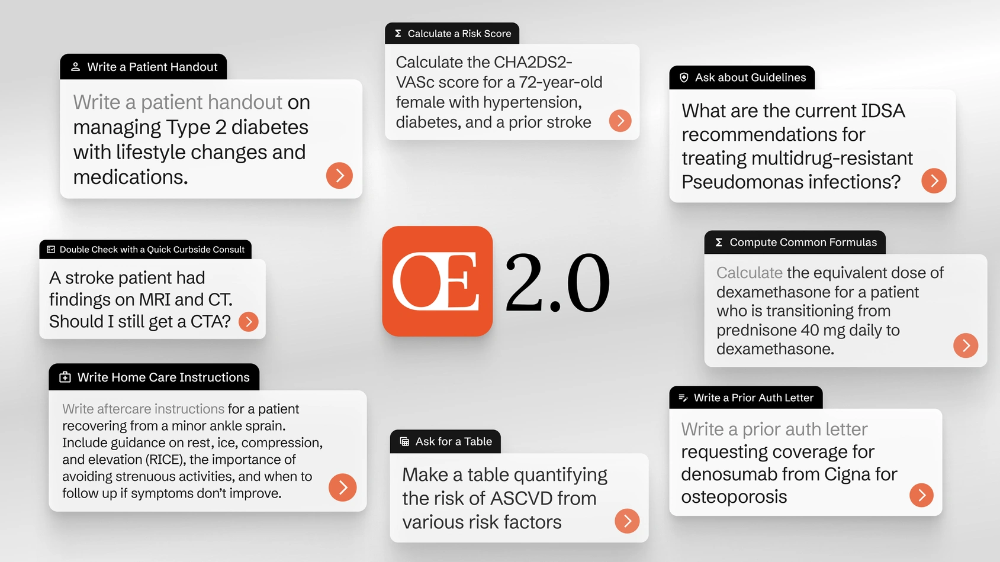 Write a Patient Handout
Write a patient handout on
managing Type 2 diabetes
with lifestyle changes and
medications.
Calculate a Risk Score
Calculate the CHA2DS2-
VASc score for a 72-year-old
female with hypertension,
diabetes, and a prior stroke
Ask about Guidelines
What are the current IDSA
recommendations for
treating multidrug-resistant
Pseudomonas infections?
Double Check with a Quick Curbside Consult
A stroke patient had
findings on MRI and CT.
Should I still get a CTA?
Œ 2.0
Compute Common Formulas
Calculate the equivalent dose of
dexamethasone for a patient
who is transitioning from
prednisone 40 mg daily to
dexamethasone.
Write Home Care Instructions
Write aftercare instructions for a patient
recovering from a minor ankle sprain.
Include guidance on rest, ice, compression,
and elevation (RICE), the importance of
avoiding strenuous activities, and when to
follow up if symptoms don’t improve.
Ask for a Table
Make a table quantifying
the risk of ASCVD from
various risk factors
Write a Prior Auth Letter
Write a prior auth letter
requesting coverage for
denosumab from Cigna for
osteoporosis